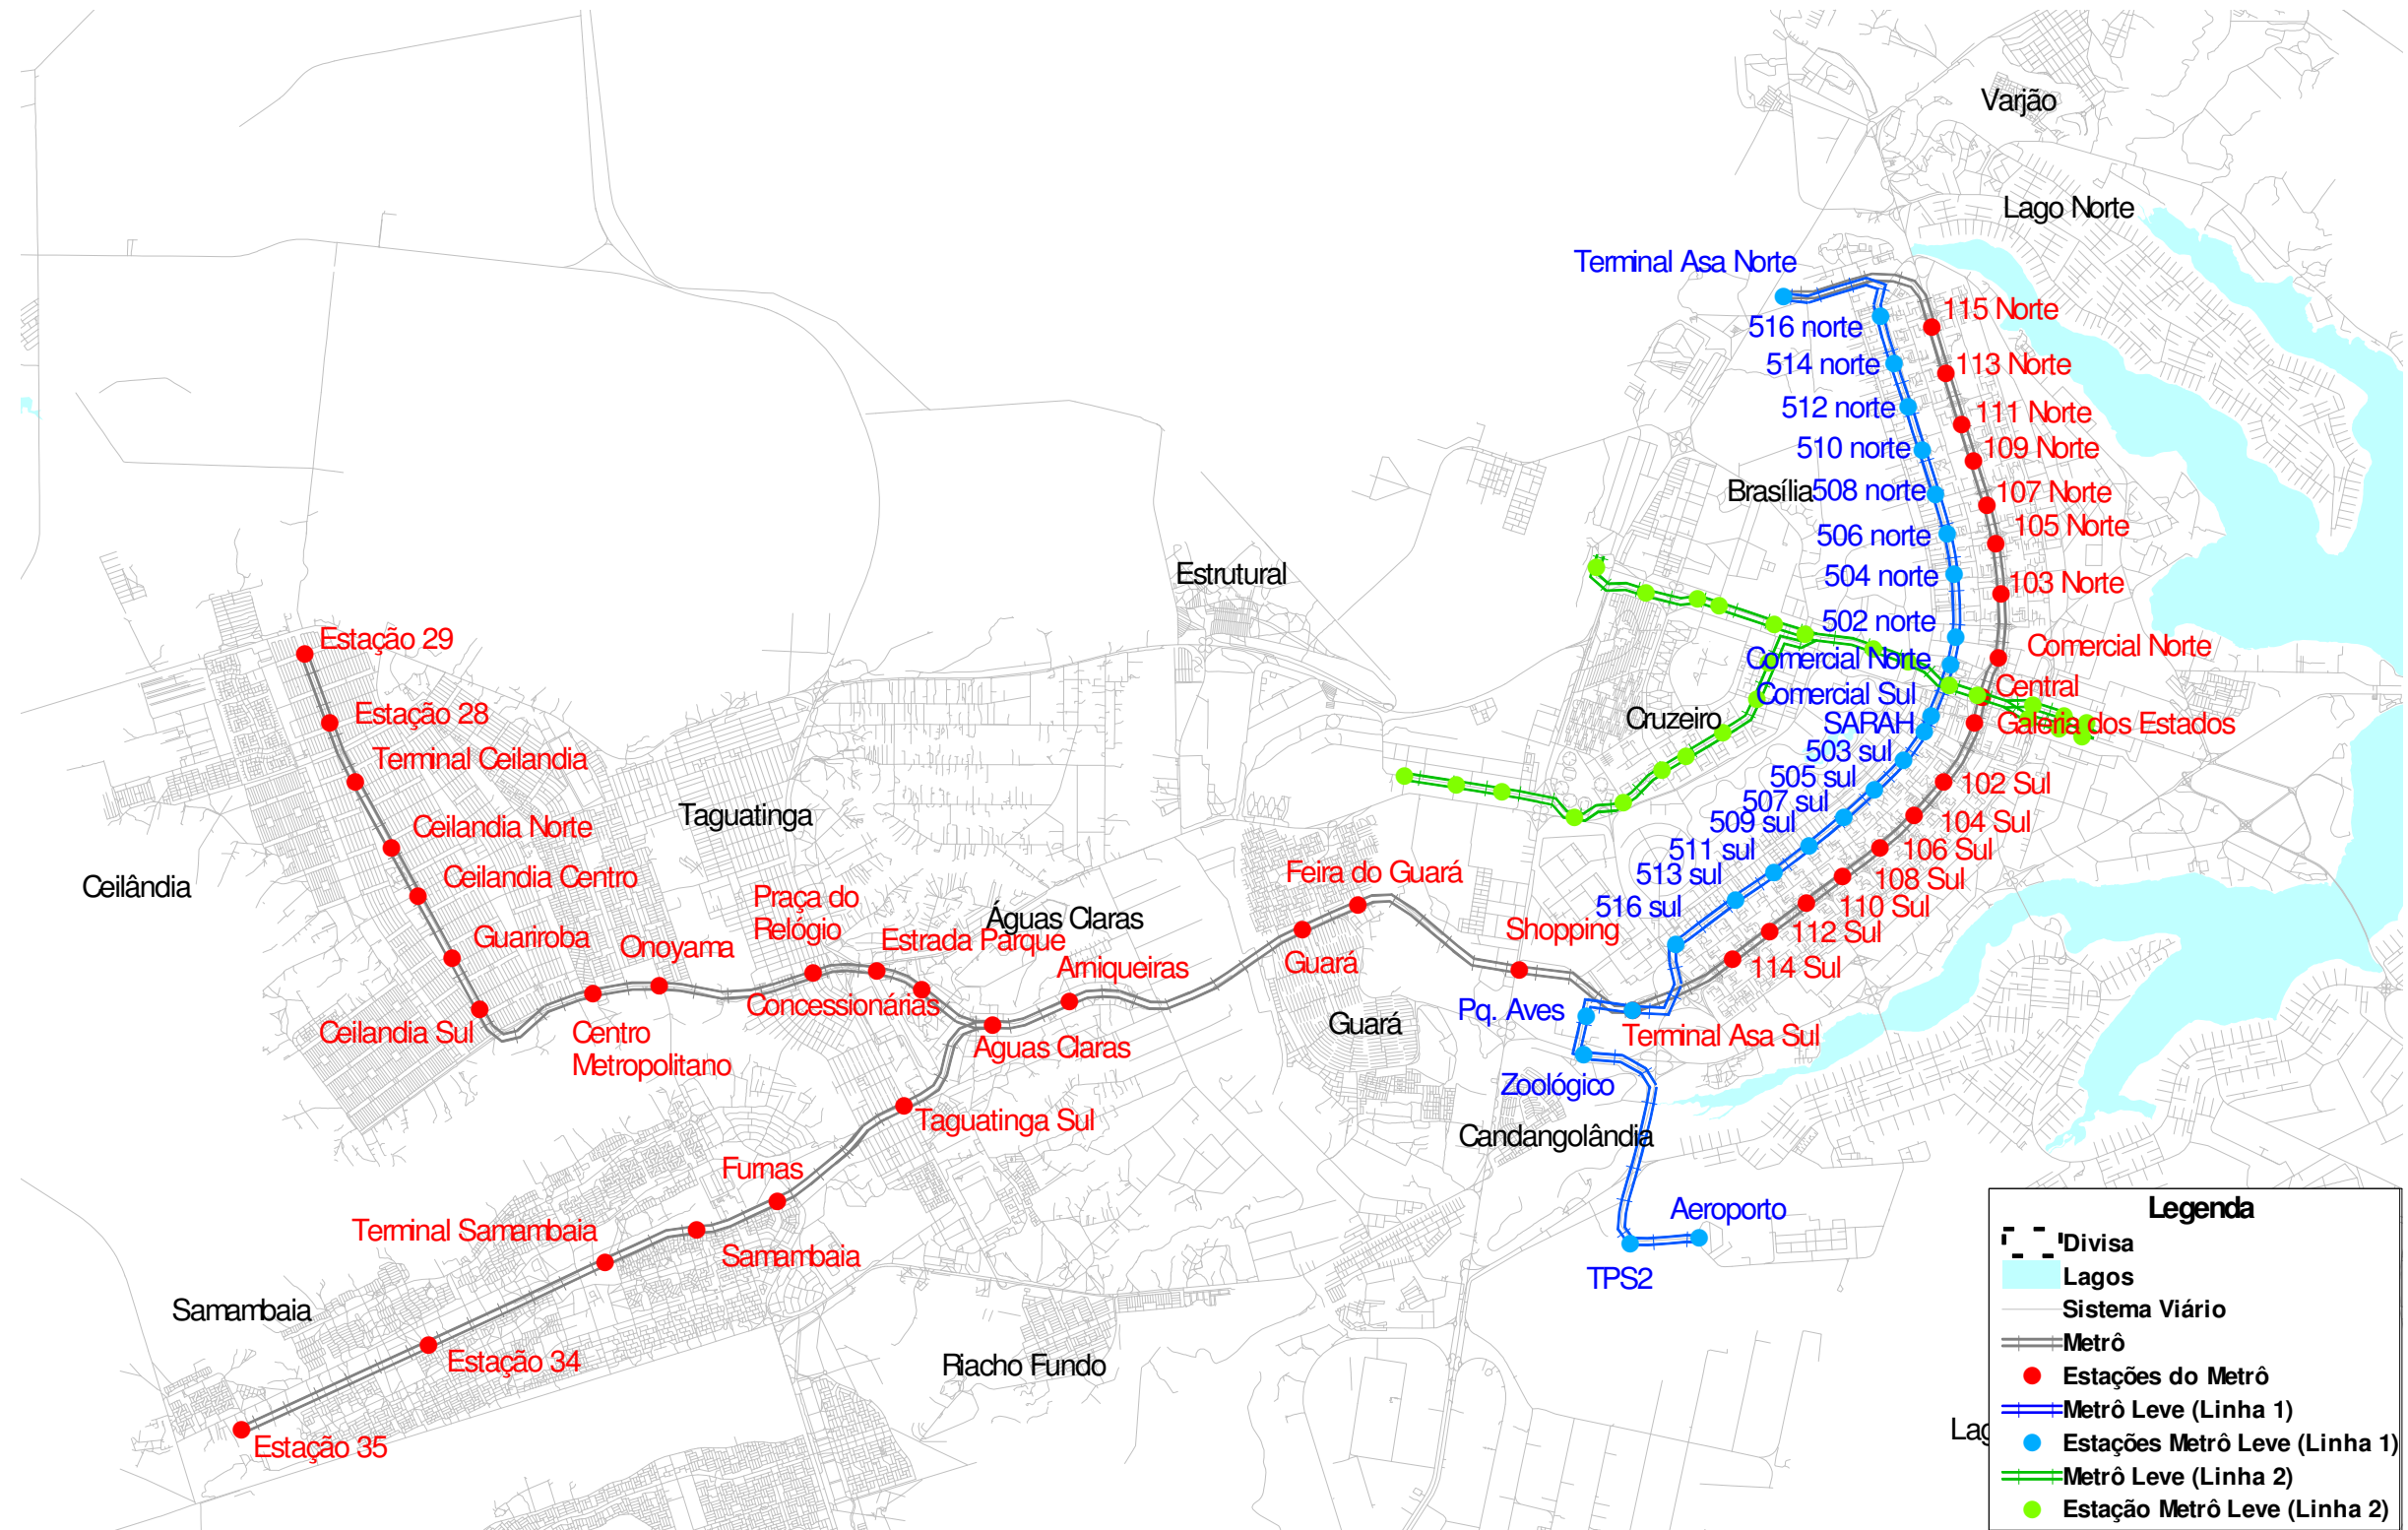 Varjão
Lago Norte
Terminal Asa Norte
115 Norte
516 norte
514 norte
113 Norte
512 norte
111 Norte
510 norte
109 Norte
Brasília
508 norte
107 Norte
506 norte
105 Norte
Estrutural
504 norte
103 Norte
502 norte
Estação 29
Comercial Norte
Comercial Norte
Comercial Sul
Central
Estação 28
Cruzeiro
SARAH
Galeria dos Estados
503 sul
Terminal Ceilandia
505 sul
102 Sul
507 sul
Taguatinga
509 sul
104 Sul
Ceilandia Norte
511 sul
106 Sul
513 sul
108 Sul
Ceilândia
Ceilandia Centro
Feira do Guará
516 sul
110 Sul
Praça do
Relógio
Águas Claras
Shopping
112 Sul
Guariroba
Onoyama
Estrada Parque
Guará
114 Sul
Arniqueiras
Concessionárias
Pq. Aves
Guará
Ceilandia Sul
Centro
Metropolitano
Aguas Claras
Terminal Asa Sul
Zoológico
Taguatinga Sul
Candangolândia
Furnas
Aeroporto
Terminal Samambaia
Samambaia
TPS2
Samambaia
Estação 34
Riacho Fundo
Estação 35
Lag
Legenda
Divisa
Lagos
Sistema Viário
Metrô
Estações do Metrô
Metrô Leve (Linha 1)
Estações Metrô Leve (Linha 1)
Metrô Leve (Linha 2)
Estação Metrô Leve (Linha 2)